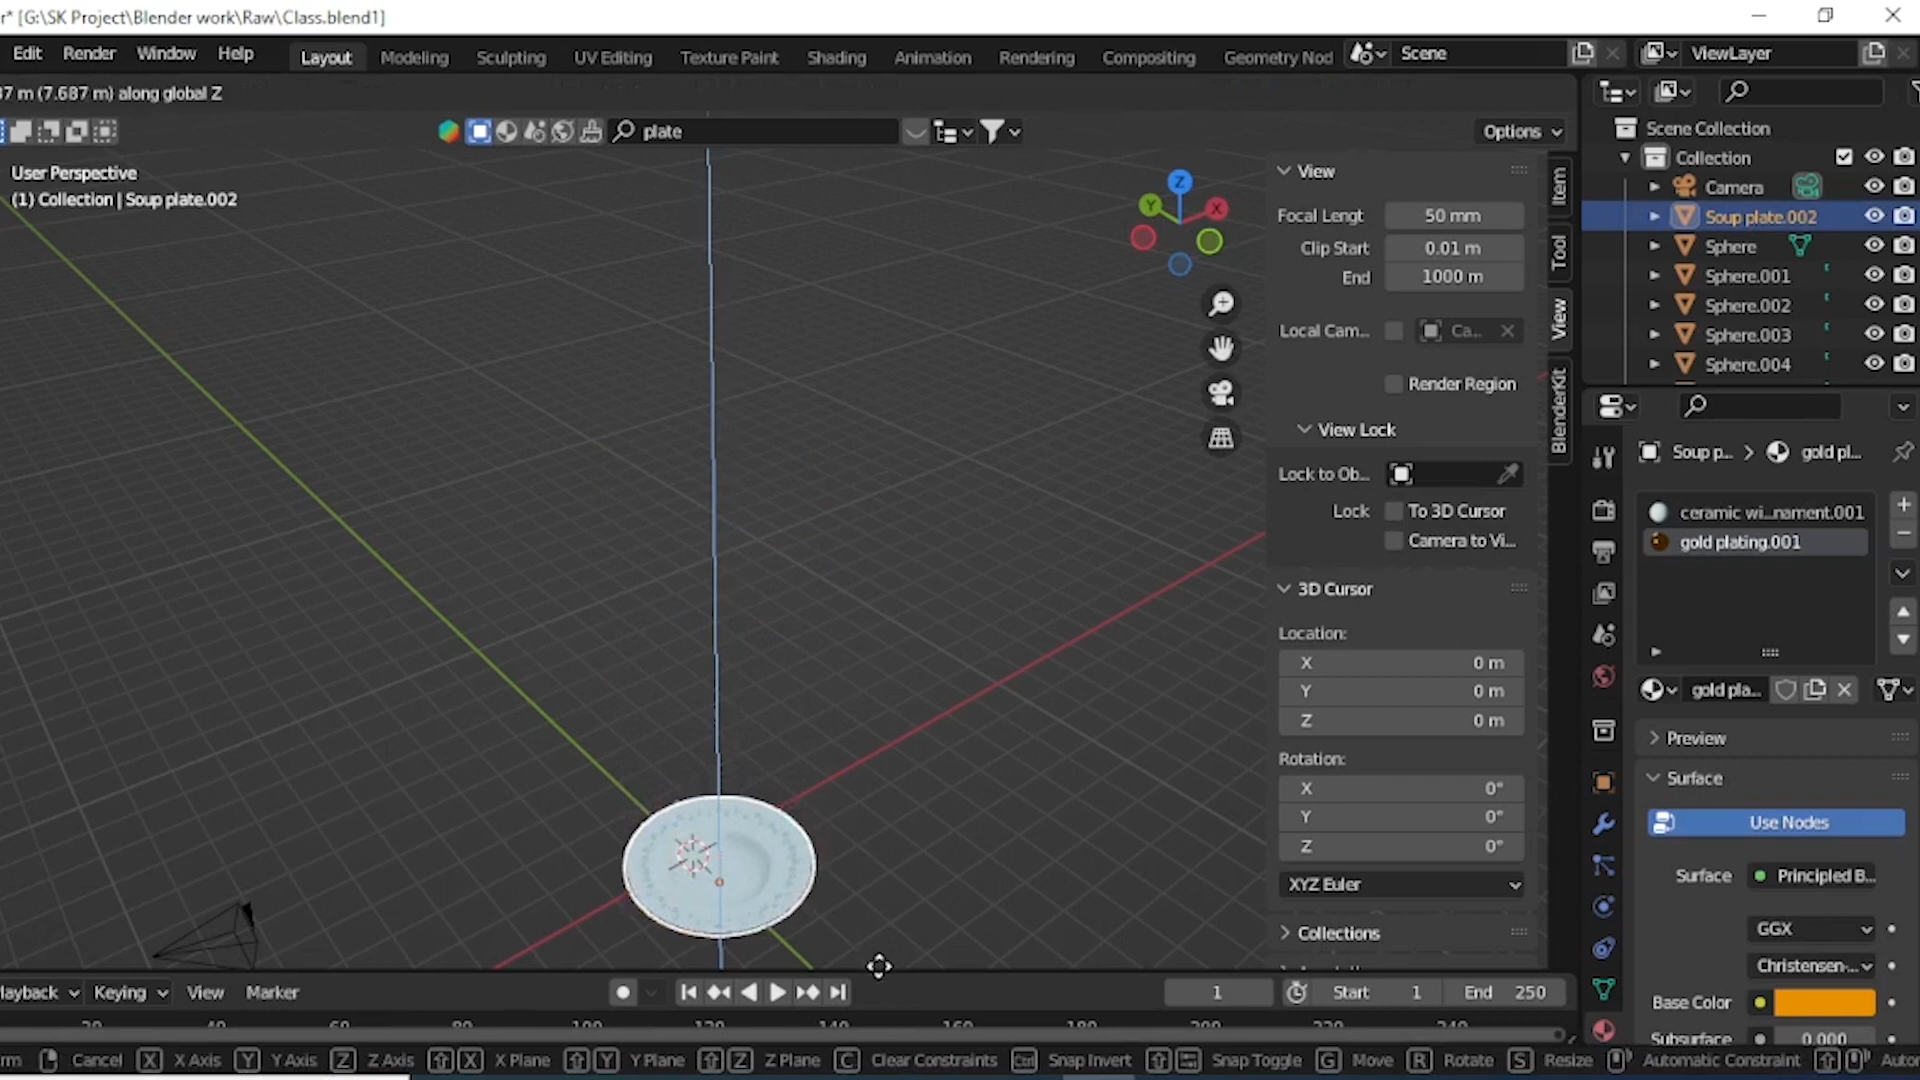 r* [G:\SK Project\Blender work\Raw\Class.blend1]
Edit Render Window Help Layout Modeling Sculpting UV Editing Texture Paint Shading Animation Rendering Compositing Geometry Nod Scene ViewLayer
37 m (7.687 m) along global Z
plate Options
User Perspective
(1) Collection | Soup plate.002
Z
Y X
View
Focal Lengt 50 mm
Clip Start 0.01 m
End 1000 m
Local Cam... Ca...
Render Region
View Lock
Lock to Ob...
Lock To 3D Cursor
Camera to Vi...
3D Cursor
Location:
X 0 m
Y 0 m
Z 0 m
Rotation:
X 0°
Y 0°
Z 0°
XYZ Euler
Collections
Item
Tool
View
BlenderKit
Scene Collection
Collection
Camera
Soup plate.002
Sphere
Sphere.001
Sphere.002
Sphere.003
Sphere.004
Soup p... gold pl...
ceramic wi...nament.001
gold plating.001
gold pla...
Preview
Surface
Use Nodes
Surface Principled B...
GGX
Christensen-...
Base Color
Subsurface 0.000
layback Keying View Marker 1 Start 1 End 250
rm Cancel X X Axis Y Y Axis Z Z Axis X X Plane Y Y Plane Z Z Plane C Clear Constraints Ctrl Snap Invert Snap Toggle G Move R Rotate S Resize Automatic Constraint Auto